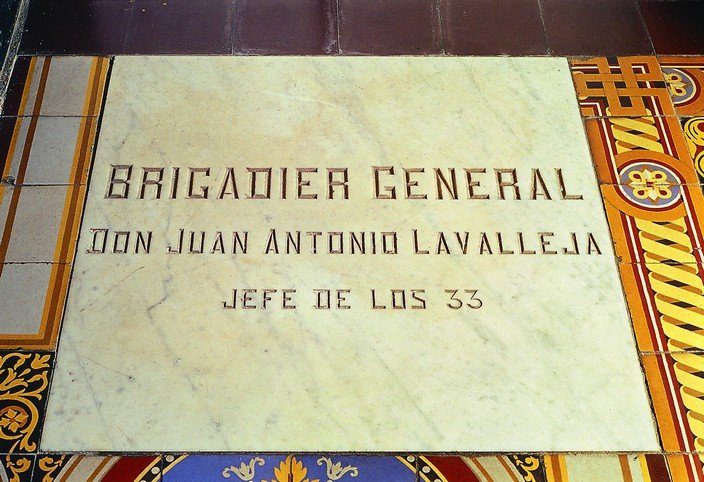 BRIGADIER GENERAL
DON JUAN ANTONIO LAVALLEJA
JEFE DE LOS 33